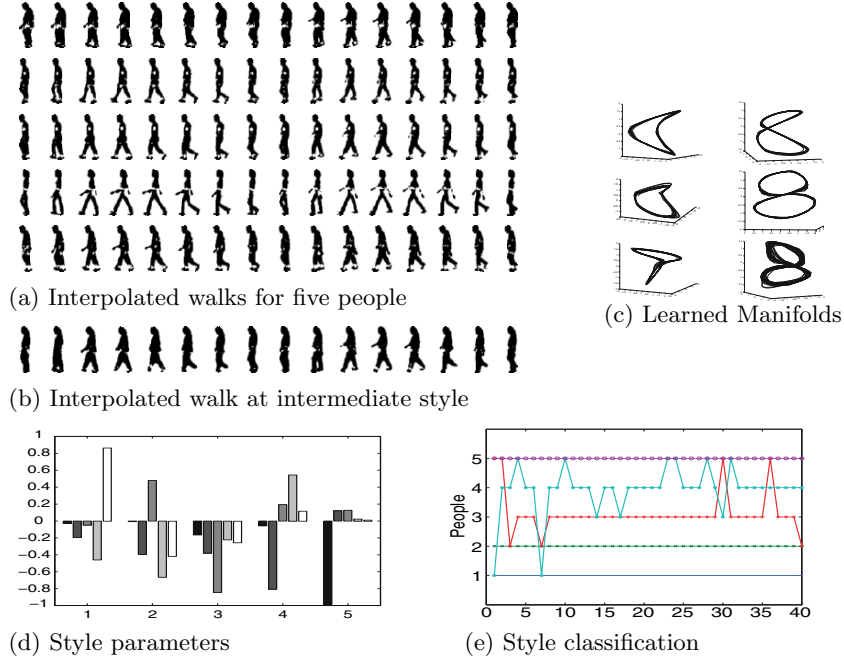 (a) Interpolated walks for five people
(b) Interpolated walk at intermediate style
(c) Learned Manifolds
1
0.8
0.6
0.4
0.2
0
−0.2
−0.4
−0.6
−0.8
−1
1 2 3 4 5
(d) Style parameters
People
5
4
3
2
1
0 5 10 15 20 25 30 35 40
(e) Style classification